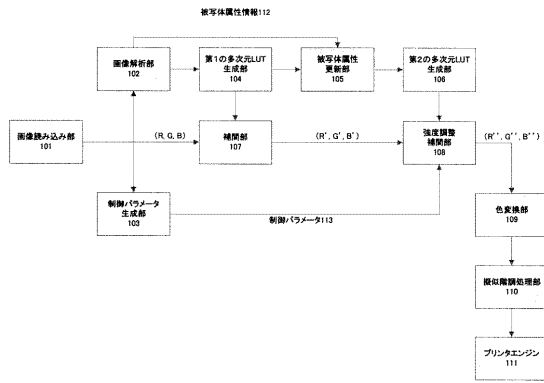 被写体属性情報112
画像解析部
102
第1の多次元LUT
生成部
104
被写体属性
更新部
105
第2の多次元LUT
生成部
106
画像読み込み部
101
(R, G, B)
補間部
107
(R', G', B')
強度調整
補間部
108
(R'', G'', B'')
制御パラメータ
生成部
103
制御パラメータ113
色変換部
109
擬似階調処理部
110
プリンタエンジン
111